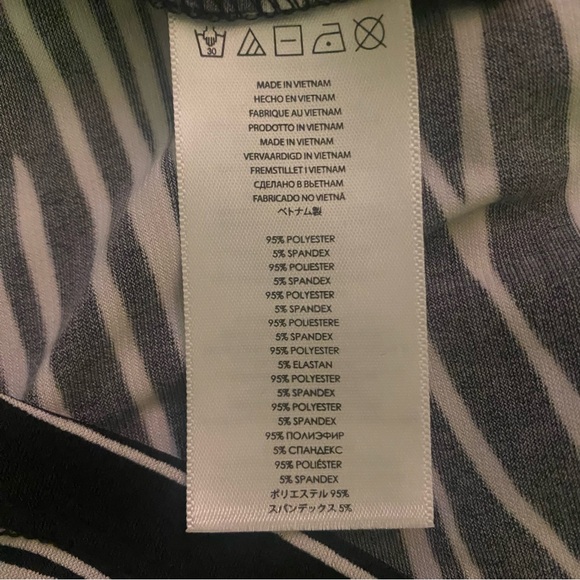 30
MADE IN VIETNAM
HECHO EN VIETNAM
FABRIQUE AU VIETNAM
PRODOTTO IN VIETNAM
MADE IN VIETNAM
VERVAARDIGD IN VIETNAM
FREMSTILLET I VIETNAM
СДЕЛАНО В ВЬЕТНАМ
FABRICADO NO VIETNÃ
ベトナム製
95% POLYESTER
5% SPANDEX
95% POLIESTER
5% SPANDEX
95% POLYESTER
5% SPANDEX
95% POLIESTERE
5% SPANDEX
95% POLYESTER
5% ELASTAN
95% POLYESTER
5% SPANDEX
95% POLYESTER
5% SPANDEX
95% ПОЛИЭФИР
5% СПАНДЕКС
95% POLIÉSTER
5% SPANDEX
ポリエステル 95%
スパンデックス 5%